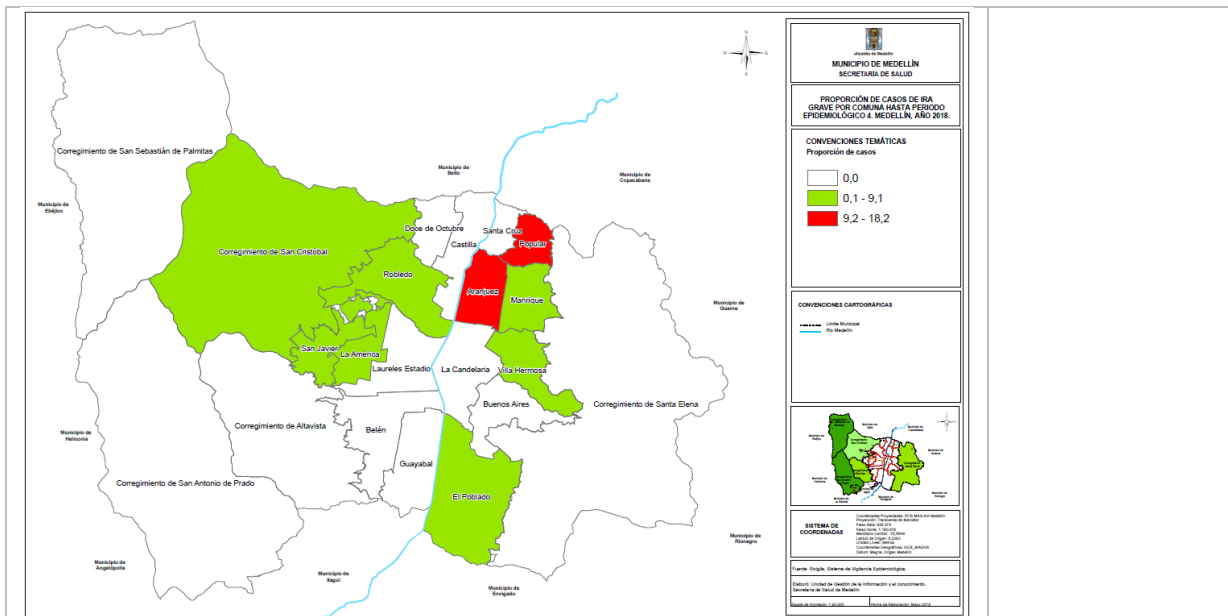 N
W
E
S
Alcaldía de Medellín
MUNICIPIO DE MEDELLÍN
SECRETARÍA DE SALUD
PROPORCIÓN DE CASOS DE IRA
GRAVE POR COMUNA HASTA PERIODO
EPIDEMIOLÓGICO 4. MEDELLÍN, AÑO 2018.
CONVENCIONES TEMÁTICAS
Proporción de casos
0,0
0,1 - 9,1
9,2 - 18,2
CONVENCIONES CARTOGRÁFICAS
Límite Municipal
Río Medellín
Corregimiento de San Sebastián de Palmitas
Municipio de
Bello
Municipio de
Copacabana
Municipio de
Ebéjico
Doce de Octubre
Santa Cruz
Castilla
Popular
Corregimiento de San Cristóbal
Robledo
Aranjuez
Manrique
Municipio de
Guarne
San Javier
La América
Laureles Estadio
La Candelaria
Villa Hermosa
Buenos Aires
Corregimiento de Santa Elena
Corregimiento de Altavista
Belén
Municipio de
Heliconia
Guayabal
Corregimiento de San Antonio de Prado
El Poblado
Municipio de
Rionegro
Municipio de
Angelópolis
Municipio de
Itagüí
Municipio de
Envigado
SISTEMA DE
COORDENADAS
Fuente: Sivigila, Sistema de Vigilancia Epidemiológica.
Elaboró: Unidad de Gestión de la información y el conocimiento.
Secretaría de Salud de Medellín